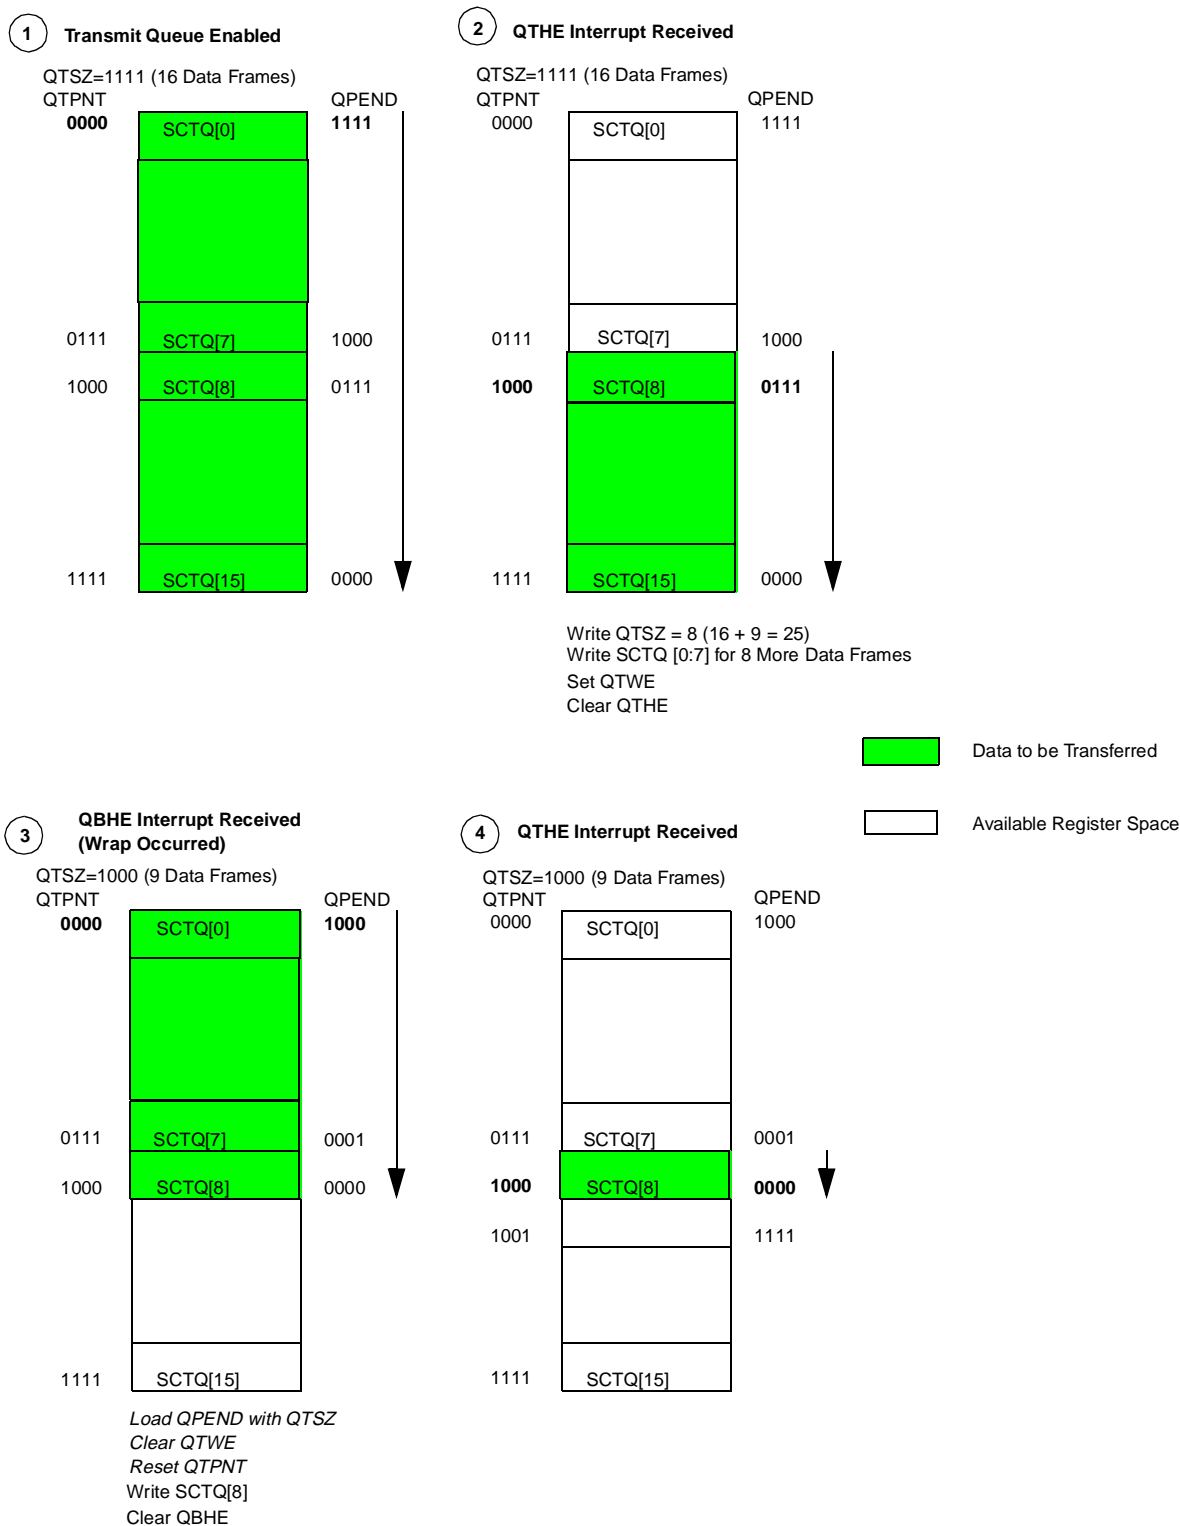 1 Transmit Queue Enabled
QTSZ=1111 (16 Data Frames)
QTPNT QPEND
0000 SCTQ[0] 1111
0111 SCTQ[7] 1000
1000 SCTQ[8] 0111
1111 SCTQ[15] 0000
2 QTHE Interrupt Received
QTSZ=1111 (16 Data Frames)
QTPNT QPEND
0000 SCTQ[0] 1111
0111 SCTQ[7] 1000
1000 SCTQ[8] 0111
1111 SCTQ[15] 0000
Write QTSZ = 8 (16 + 9 = 25)
Write SCTQ [0:7] for 8 More Data Frames
Set QTWE
Clear QTHE
Data to be Transferred
Available Register Space
3 QBHE Interrupt Received
(Wrap Occurred)
QTSZ=1000 (9 Data Frames)
QTPNT QPEND
0000 SCTQ[0] 1000
0111 SCTQ[7] 0001
1000 SCTQ[8] 0000
1111 SCTQ[15]
Load QPEND with QTSZ
Clear QTWE
Reset QTPNT
Write SCTQ[8]
Clear QBHE
4 QTHE Interrupt Received
QTSZ=1000 (9 Data Frames)
QTPNT QPEND
0000 SCTQ[0] 1000
0111 SCTQ[7] 0001
1000 SCTQ[8] 0000
1001 1111
1111 SCTQ[15]